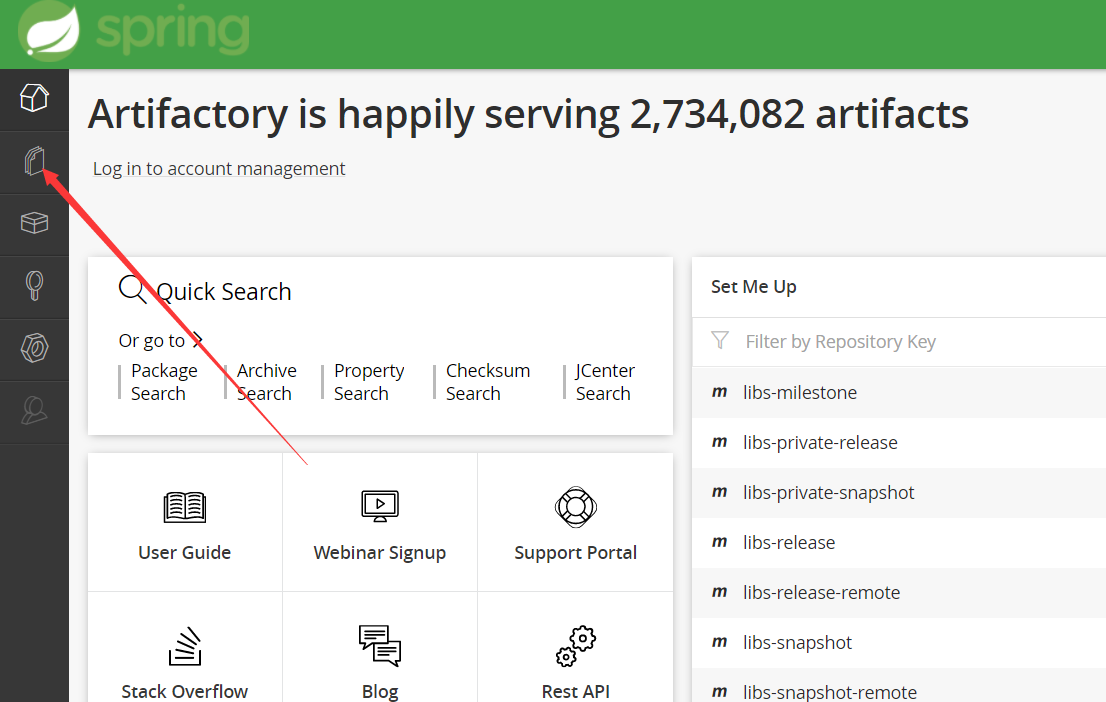 spring
Artifactory is happily serving 2,734,082 artifacts
Log in to account management
Quick Search
Or go to
Package Search
Archive Search
Property Search
Checksum Search
JCenter Search
User Guide
Webinar Signup
Support Portal
Stack Overflow
Blog
Rest API
Set Me Up
Filter by Repository Key
m libs-milestone
m libs-private-release
m libs-private-snapshot
m libs-release
m libs-release-remote
m libs-snapshot
m libs-snapshot-remote